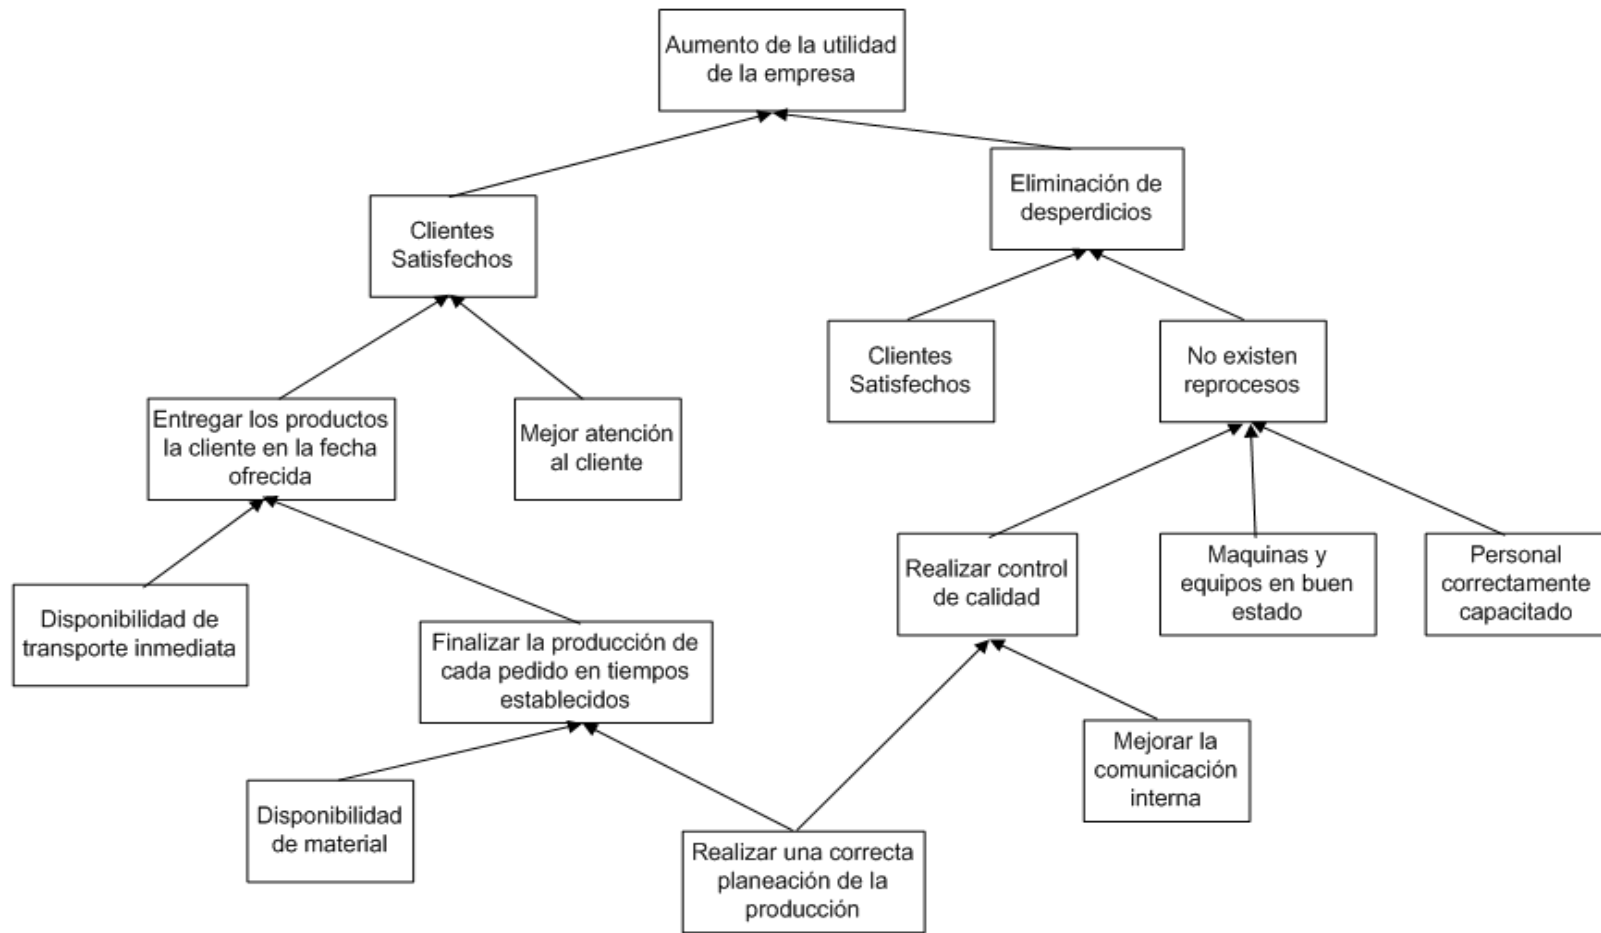 Aumento de la utilidad
de la empresa
Eliminación de
desperdicios
Clientes
Satisfechos
Clientes
Satisfechos
No existen
reprocesos
Entregar los productos
la cliente en la fecha
ofrecida
Mejor atención
al cliente
Realizar control
de calidad
Maquinas y
equipos en buen
estado
Personal
correctamente
capacitado
Disponibilidad de
transporte inmediata
Finalizar la producción de
cada pedido en tiempos
establecidos
Mejorar la
comunicación
interna
Disponibilidad
de material
Realizar una correcta
planeación de la
producción